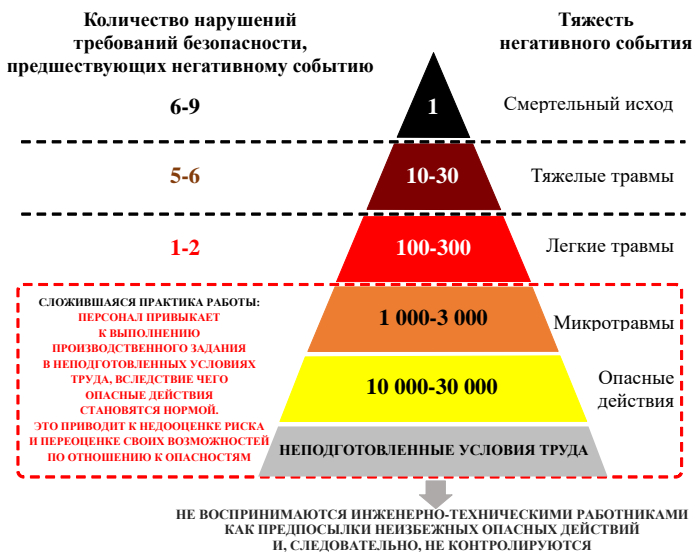 Количество нарушений
требований безопасности,
предшествующих негативному событию
Тяжесть
негативного события
6-9
1
Смертельный исход
5-6
10-30
Тяжелые травмы
1-2
100-300
Легкие травмы
СЛОЖИВШАЯСЯ ПРАКТИКА РАБОТЫ:
ПЕРСОНАЛ ПРИВЫКАЕТ
К ВЫПОЛНЕНИЮ
ПРОИЗВОДСТВЕННОГО ЗАДАНИЯ
В НЕПОДГОТОВЛЕННЫХ УСЛОВИЯХ
ТРУДА, ВСЛЕДСТВИЕ ЧЕГО
ОПАСНЫЕ ДЕЙСТВИЯ
СТАНОВЯТСЯ НОРМОЙ.
ЭТО ПРИВОДИТ К НЕДООЦЕНКЕ РИСКА
И ПЕРЕОЦЕНКЕ СВОИХ ВОЗМОЖНОСТЕЙ
ПО ОТНОШЕНИЮ К ОПАСНОСТЯМ
1 000-3 000
Микротравмы
10 000-30 000
Опасные
действия
НЕПОДГОТОВЛЕННЫЕ УСЛОВИЯ ТРУДА
НЕ ВОСПРИНИМАЮТСЯ ИНЖЕНЕРНО-ТЕХНИЧЕСКИМИ РАБОТНИКАМИ
КАК ПРЕДПОСЫЛКИ НЕИЗБЕЖНЫХ ОПАСНЫХ ДЕЙСТВИЙ
И, СЛЕДОВАТЕЛЬНО, НЕ КОНТРОЛИРУЮТСЯ